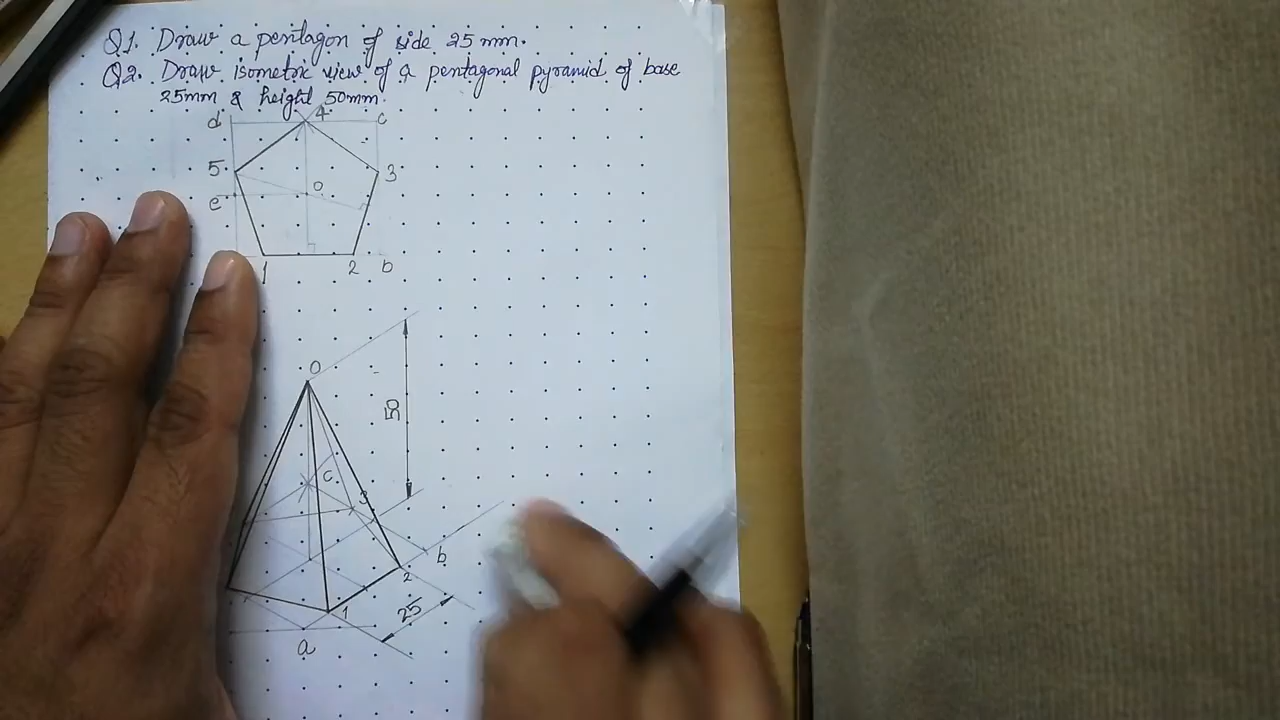 Q1. Draw a pentagon of side 25 mm.
Q2. Draw isometric view of a pentagonal pyramid of base
25mm & height 50mm.
d 4 c
5 3
o
e
1 2 b
O
50
c
3
b
2
1 25
a